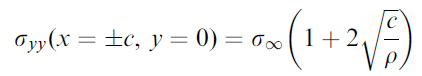 σyy(x = ±c, y = 0) = σ∞(1 + 2√(c/ρ))